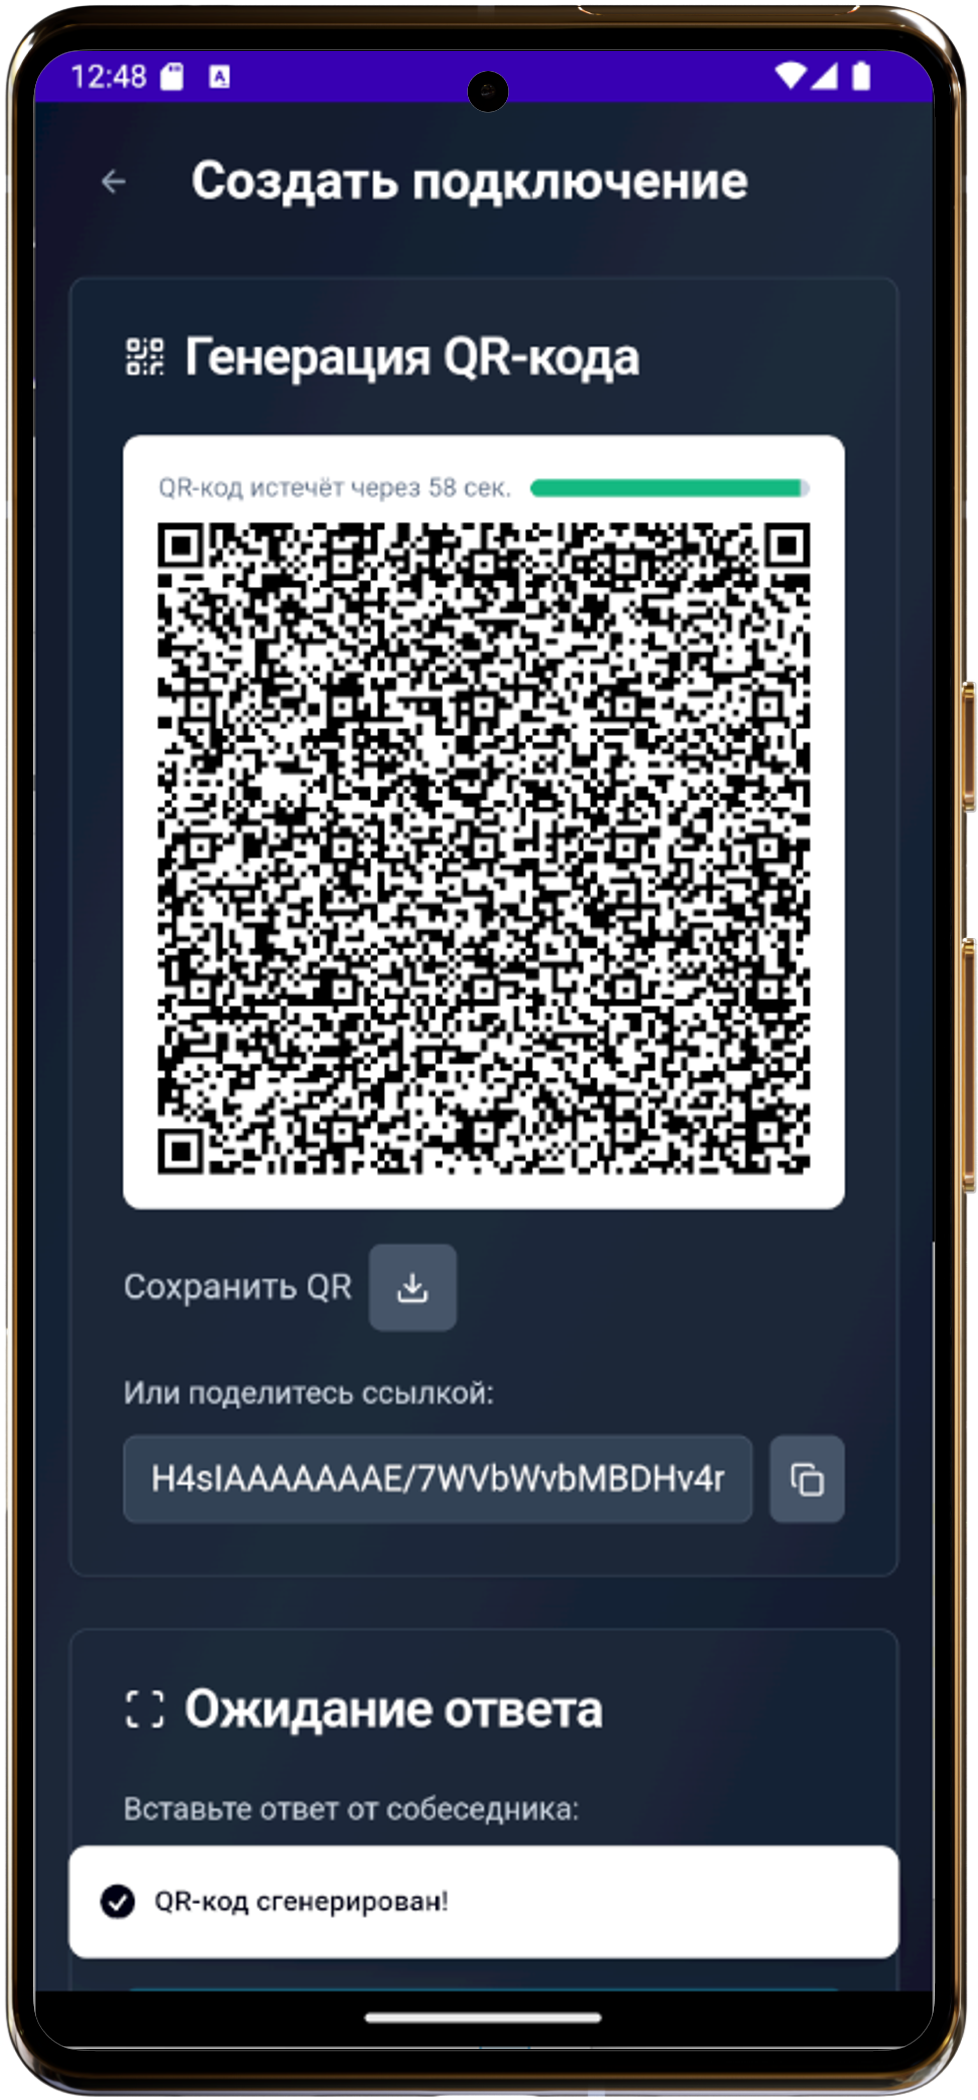 12:48
Создать подключение
Генерация QR-кода
QR-код истечёт через 58 сек.
Сохранить QR
Или поделитесь ссылкой:
H4sIAAAAAAAE/7WVbWvbMBDHv4r
Ожидание ответа
Вставьте ответ от собеседника:
QR-код сгенерирован!